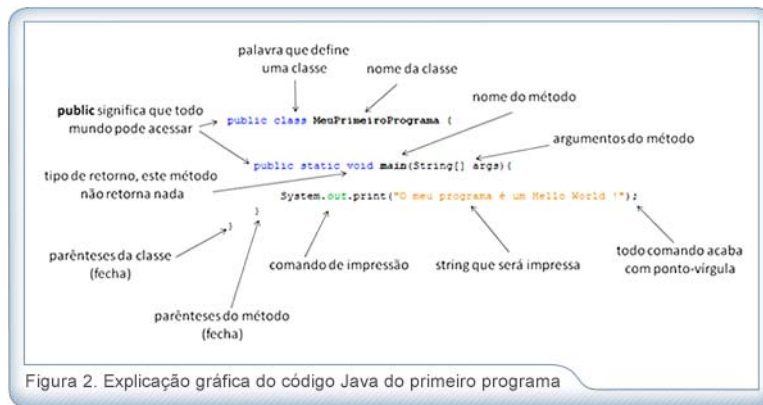 palavra que define
uma classe
nome da classe
nome do método
public significa que todo
mundo pode acessar
public class MeuPrimeiroPrograma {
argumentos do método
public static void main(String[] args){
tipo de retorno, este método
não retorna nada
System.out.print("O meu programa é um Hello World !");
}
}
parênteses da classe
(fecha)
comando de impressão
string que será impressa
todo comando acaba
com ponto-vírgula
parênteses do método
(fecha)
Figura 2. Explicação gráfica do código Java do primeiro programa